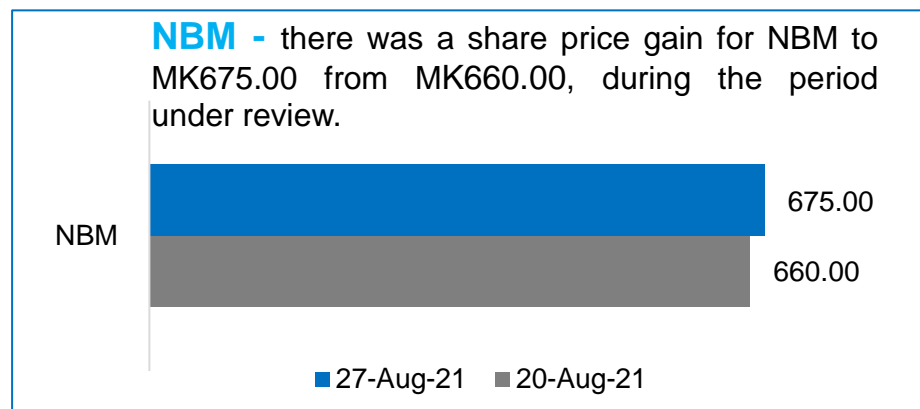 NBM - there was a share price gain for NBM to
MK675.00 from MK660.00, during the period
under review.
675.00
NBM
660.00
27-Aug-21 20-Aug-21